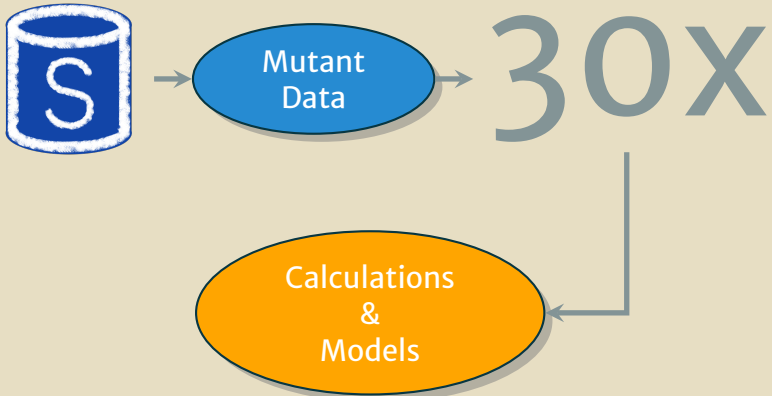 S
Mutant
Data
30x
Calculations
&
Models